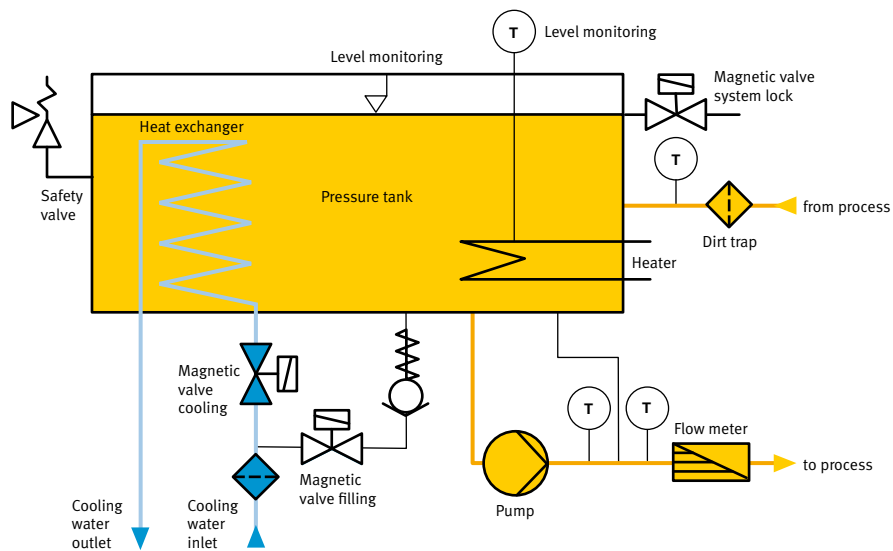 T
Level monitoring
Level monitoring
Magnetic valve
system lock
Heat exchanger
T
Safety
valve
Pressure tank
from process
Dirt trap
Heater
Magnetic
valve
cooling
T
T
Flow meter
to process
Magnetic
valve filling
Pump
Cooling
water
outlet
Cooling
water
inlet